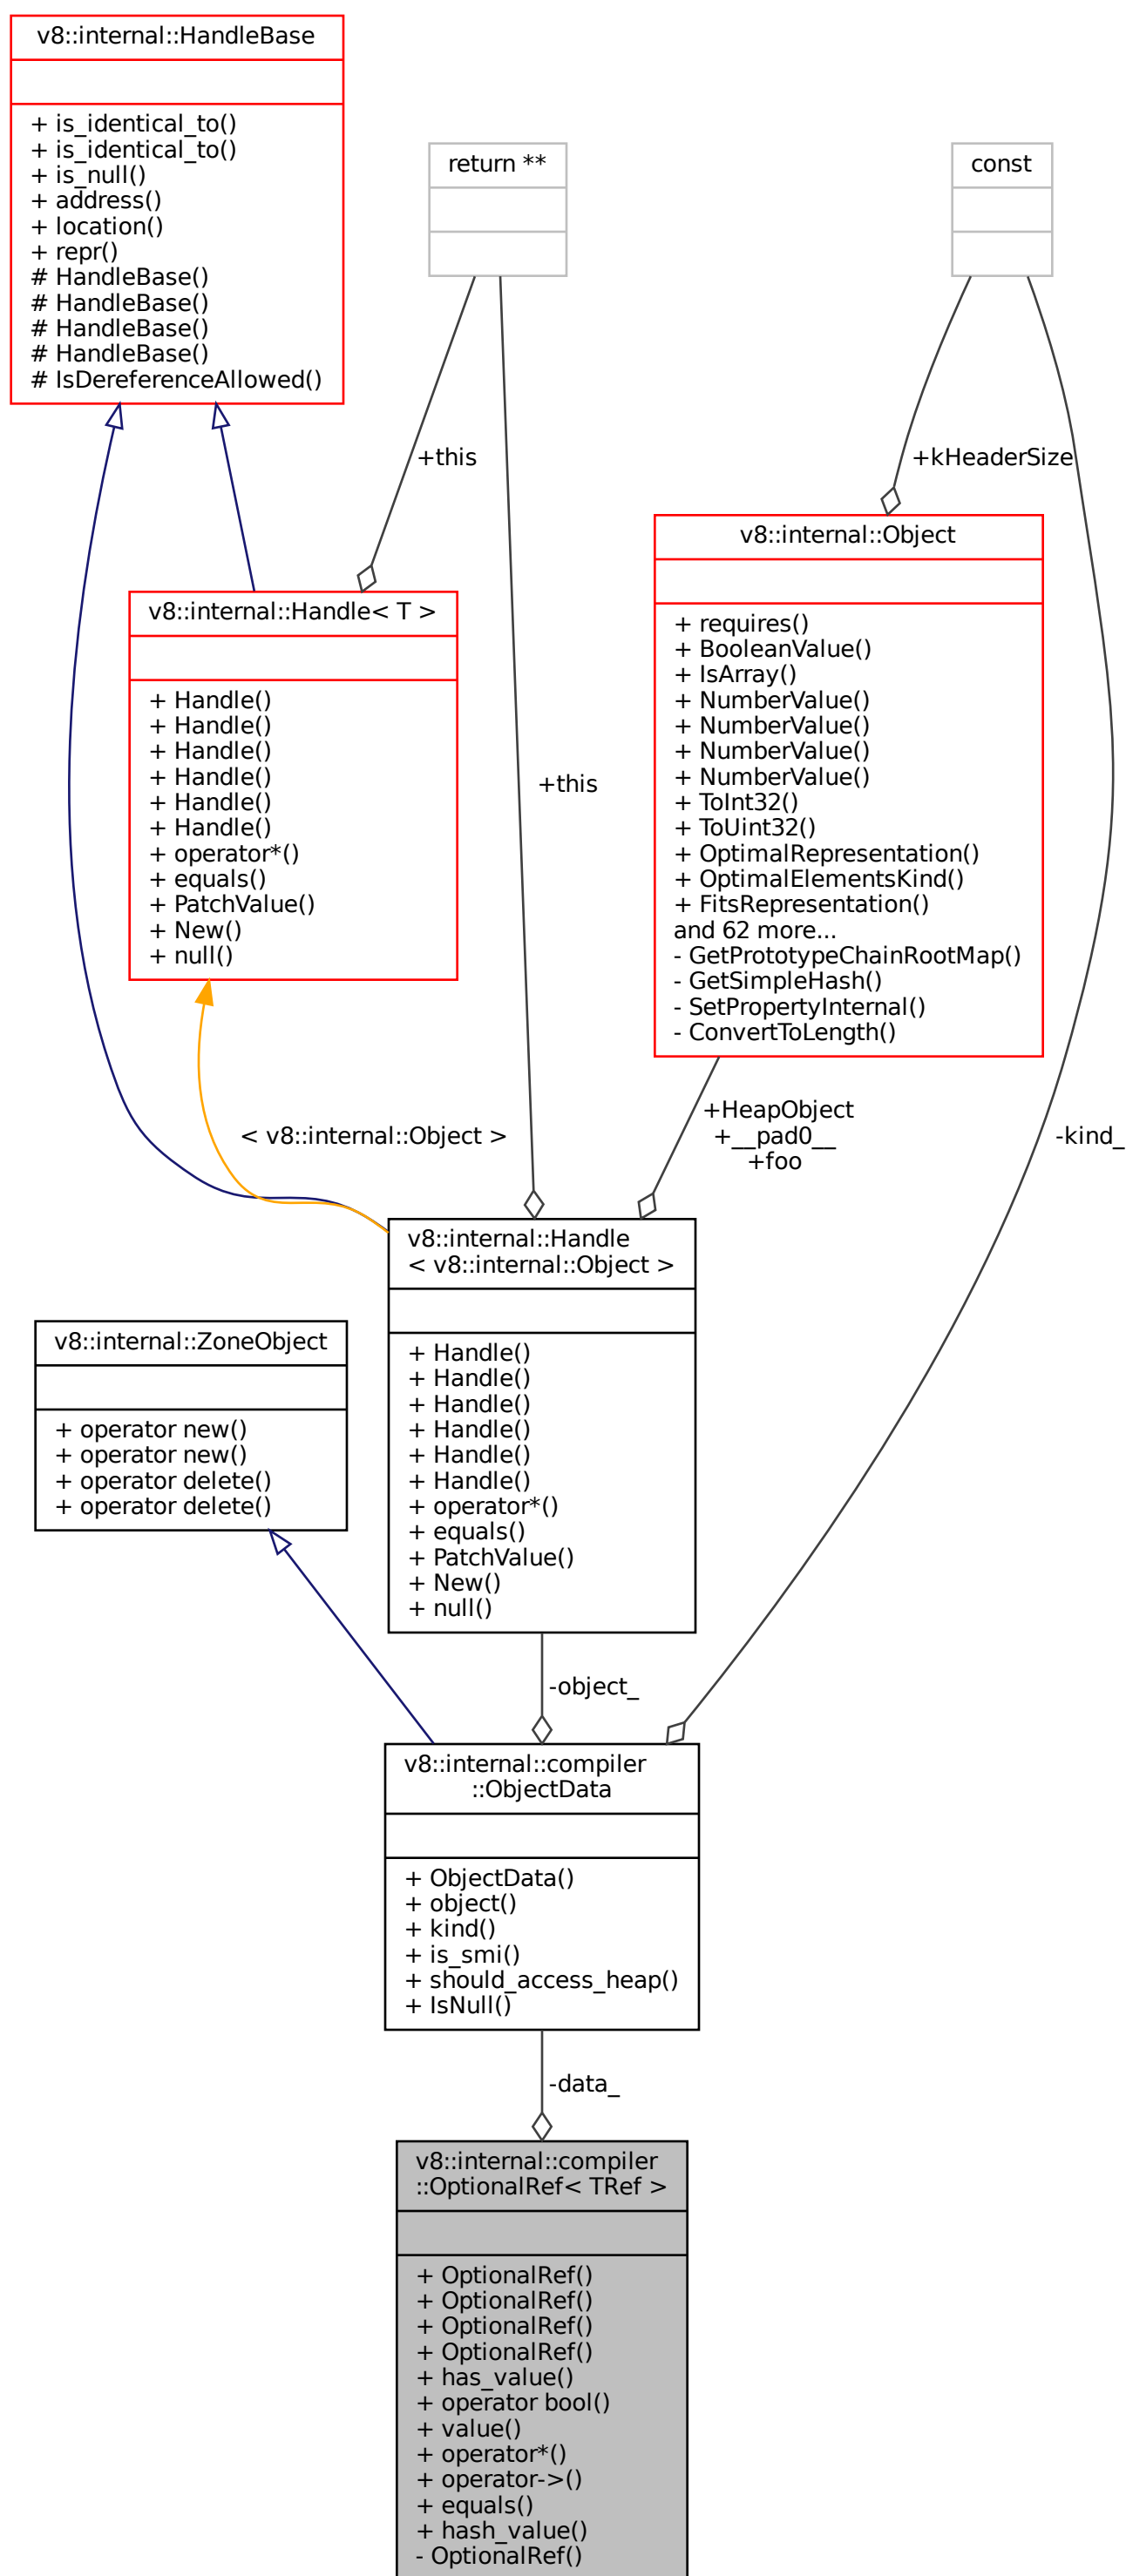 v8::internal::HandleBase
+ is_identical_to()
+ is_identical_to()
+ is_null()
+ address()
+ location()
+ repr()
# HandleBase()
# HandleBase()
# HandleBase()
# HandleBase()
# IsDereferenceAllowed()
return **
const
+this
+kHeaderSize
v8::internal::Handle< T >
+ Handle()
+ Handle()
+ Handle()
+ Handle()
+ Handle()
+ Handle()
+ operator*()
+ equals()
+ PatchValue()
+ New()
+ null()
+this
v8::internal::Object
+ requires()
+ BooleanValue()
+ IsArray()
+ NumberValue()
+ NumberValue()
+ NumberValue()
+ NumberValue()
+ ToInt32()
+ ToUint32()
+ OptimalRepresentation()
+ OptimalElementsKind()
+ FitsRepresentation()
and 62 more...
- GetPrototypeChainRootMap()
- GetSimpleHash()
- SetPropertyInternal()
- ConvertToLength()
< v8::internal::Object >
+HeapObject
+__pad0__
+foo
-kind_
v8::internal::Handle
< v8::internal::Object >
+ Handle()
+ Handle()
+ Handle()
+ Handle()
+ Handle()
+ Handle()
+ operator*()
+ equals()
+ PatchValue()
+ New()
+ null()
v8::internal::ZoneObject
+ operator new()
+ operator new()
+ operator delete()
+ operator delete()
-object_
v8::internal::compiler
::ObjectData
+ ObjectData()
+ object()
+ kind()
+ is_smi()
+ should_access_heap()
+ IsNull()
-data_
v8::internal::compiler
::OptionalRef< TRef >
+ OptionalRef()
+ OptionalRef()
+ OptionalRef()
+ OptionalRef()
+ has_value()
+ operator bool()
+ value()
+ operator*()
+ operator->()
+ equals()
+ hash_value()
- OptionalRef()